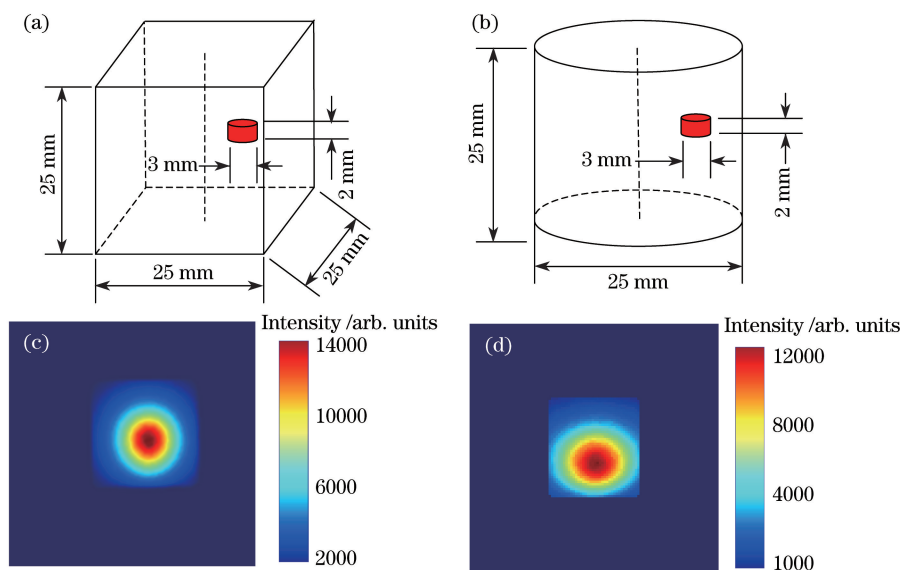 (a)
25 mm
3 mm
2 mm
25 mm
25 mm
(b)
25 mm
3 mm
2 mm
25 mm
(c)
Intensity /arb. units
14000
10000
6000
2000
(d)
Intensity /arb. units
12000
8000
4000
1000